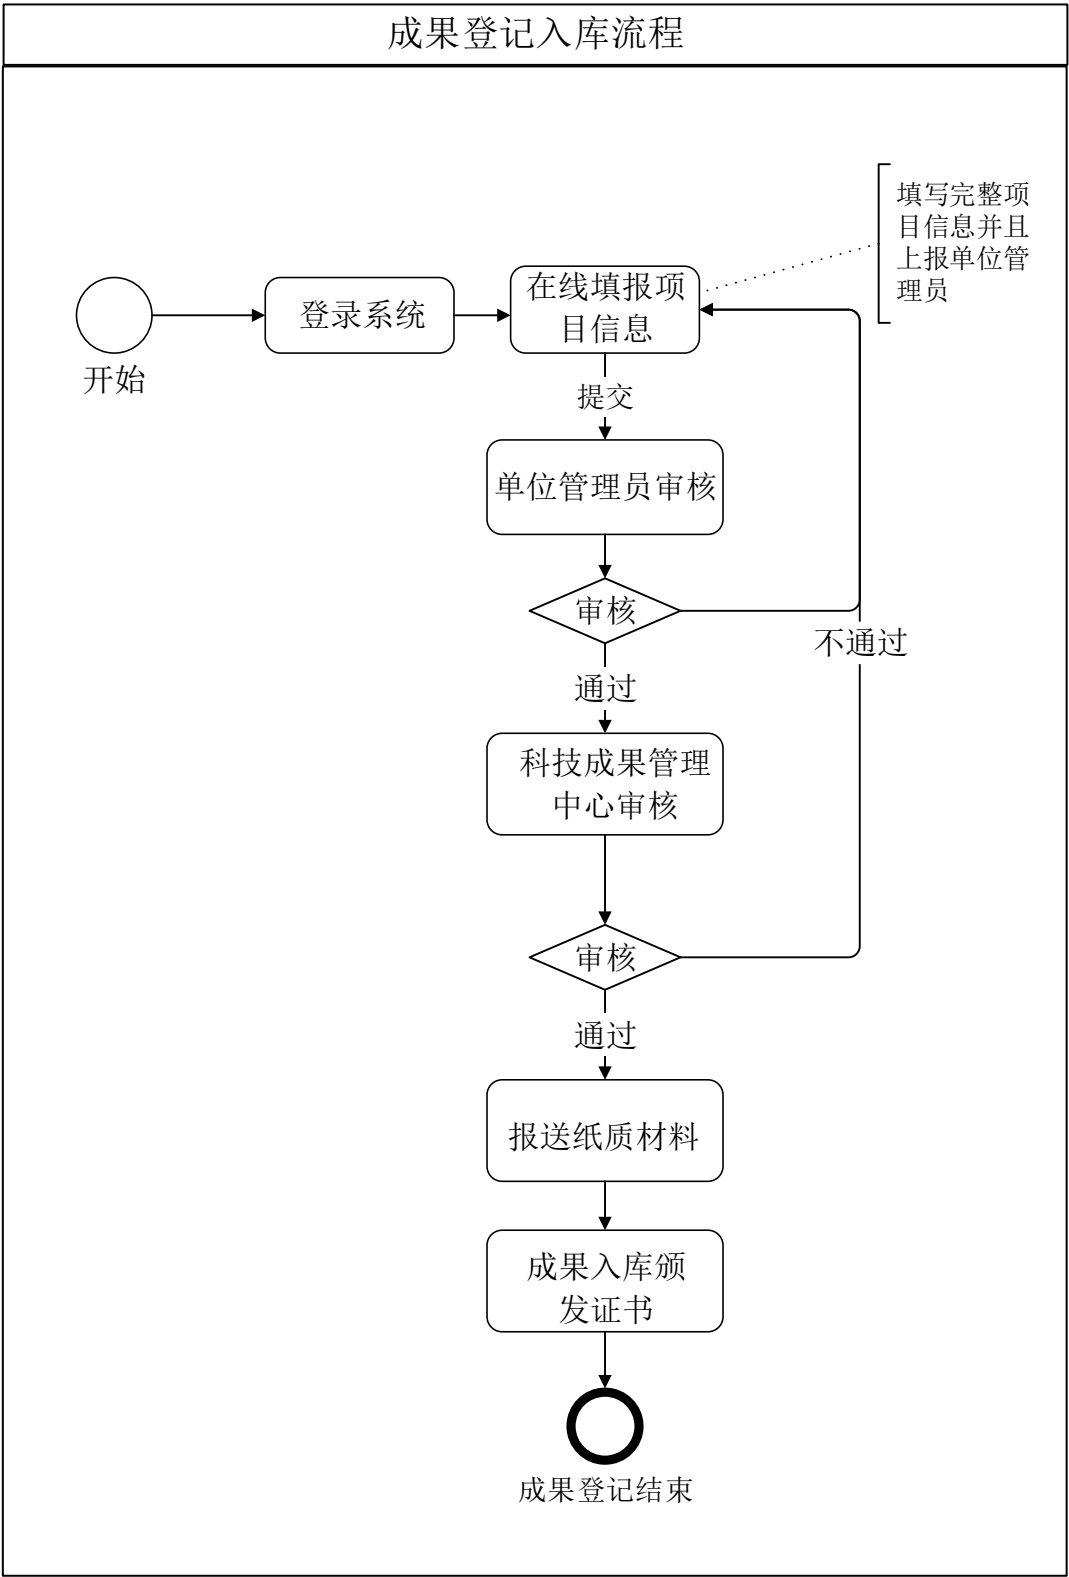 成果登记入库流程
填写完整项
目信息并且
上报单位管
理员
开始
登录系统
在线填报项
目信息
提交
单位管理员审核
审核
不通过
通过
科技成果管理
中心审核
审核
通过
报送纸质材料
成果入库颁
发证书
成果登记结束